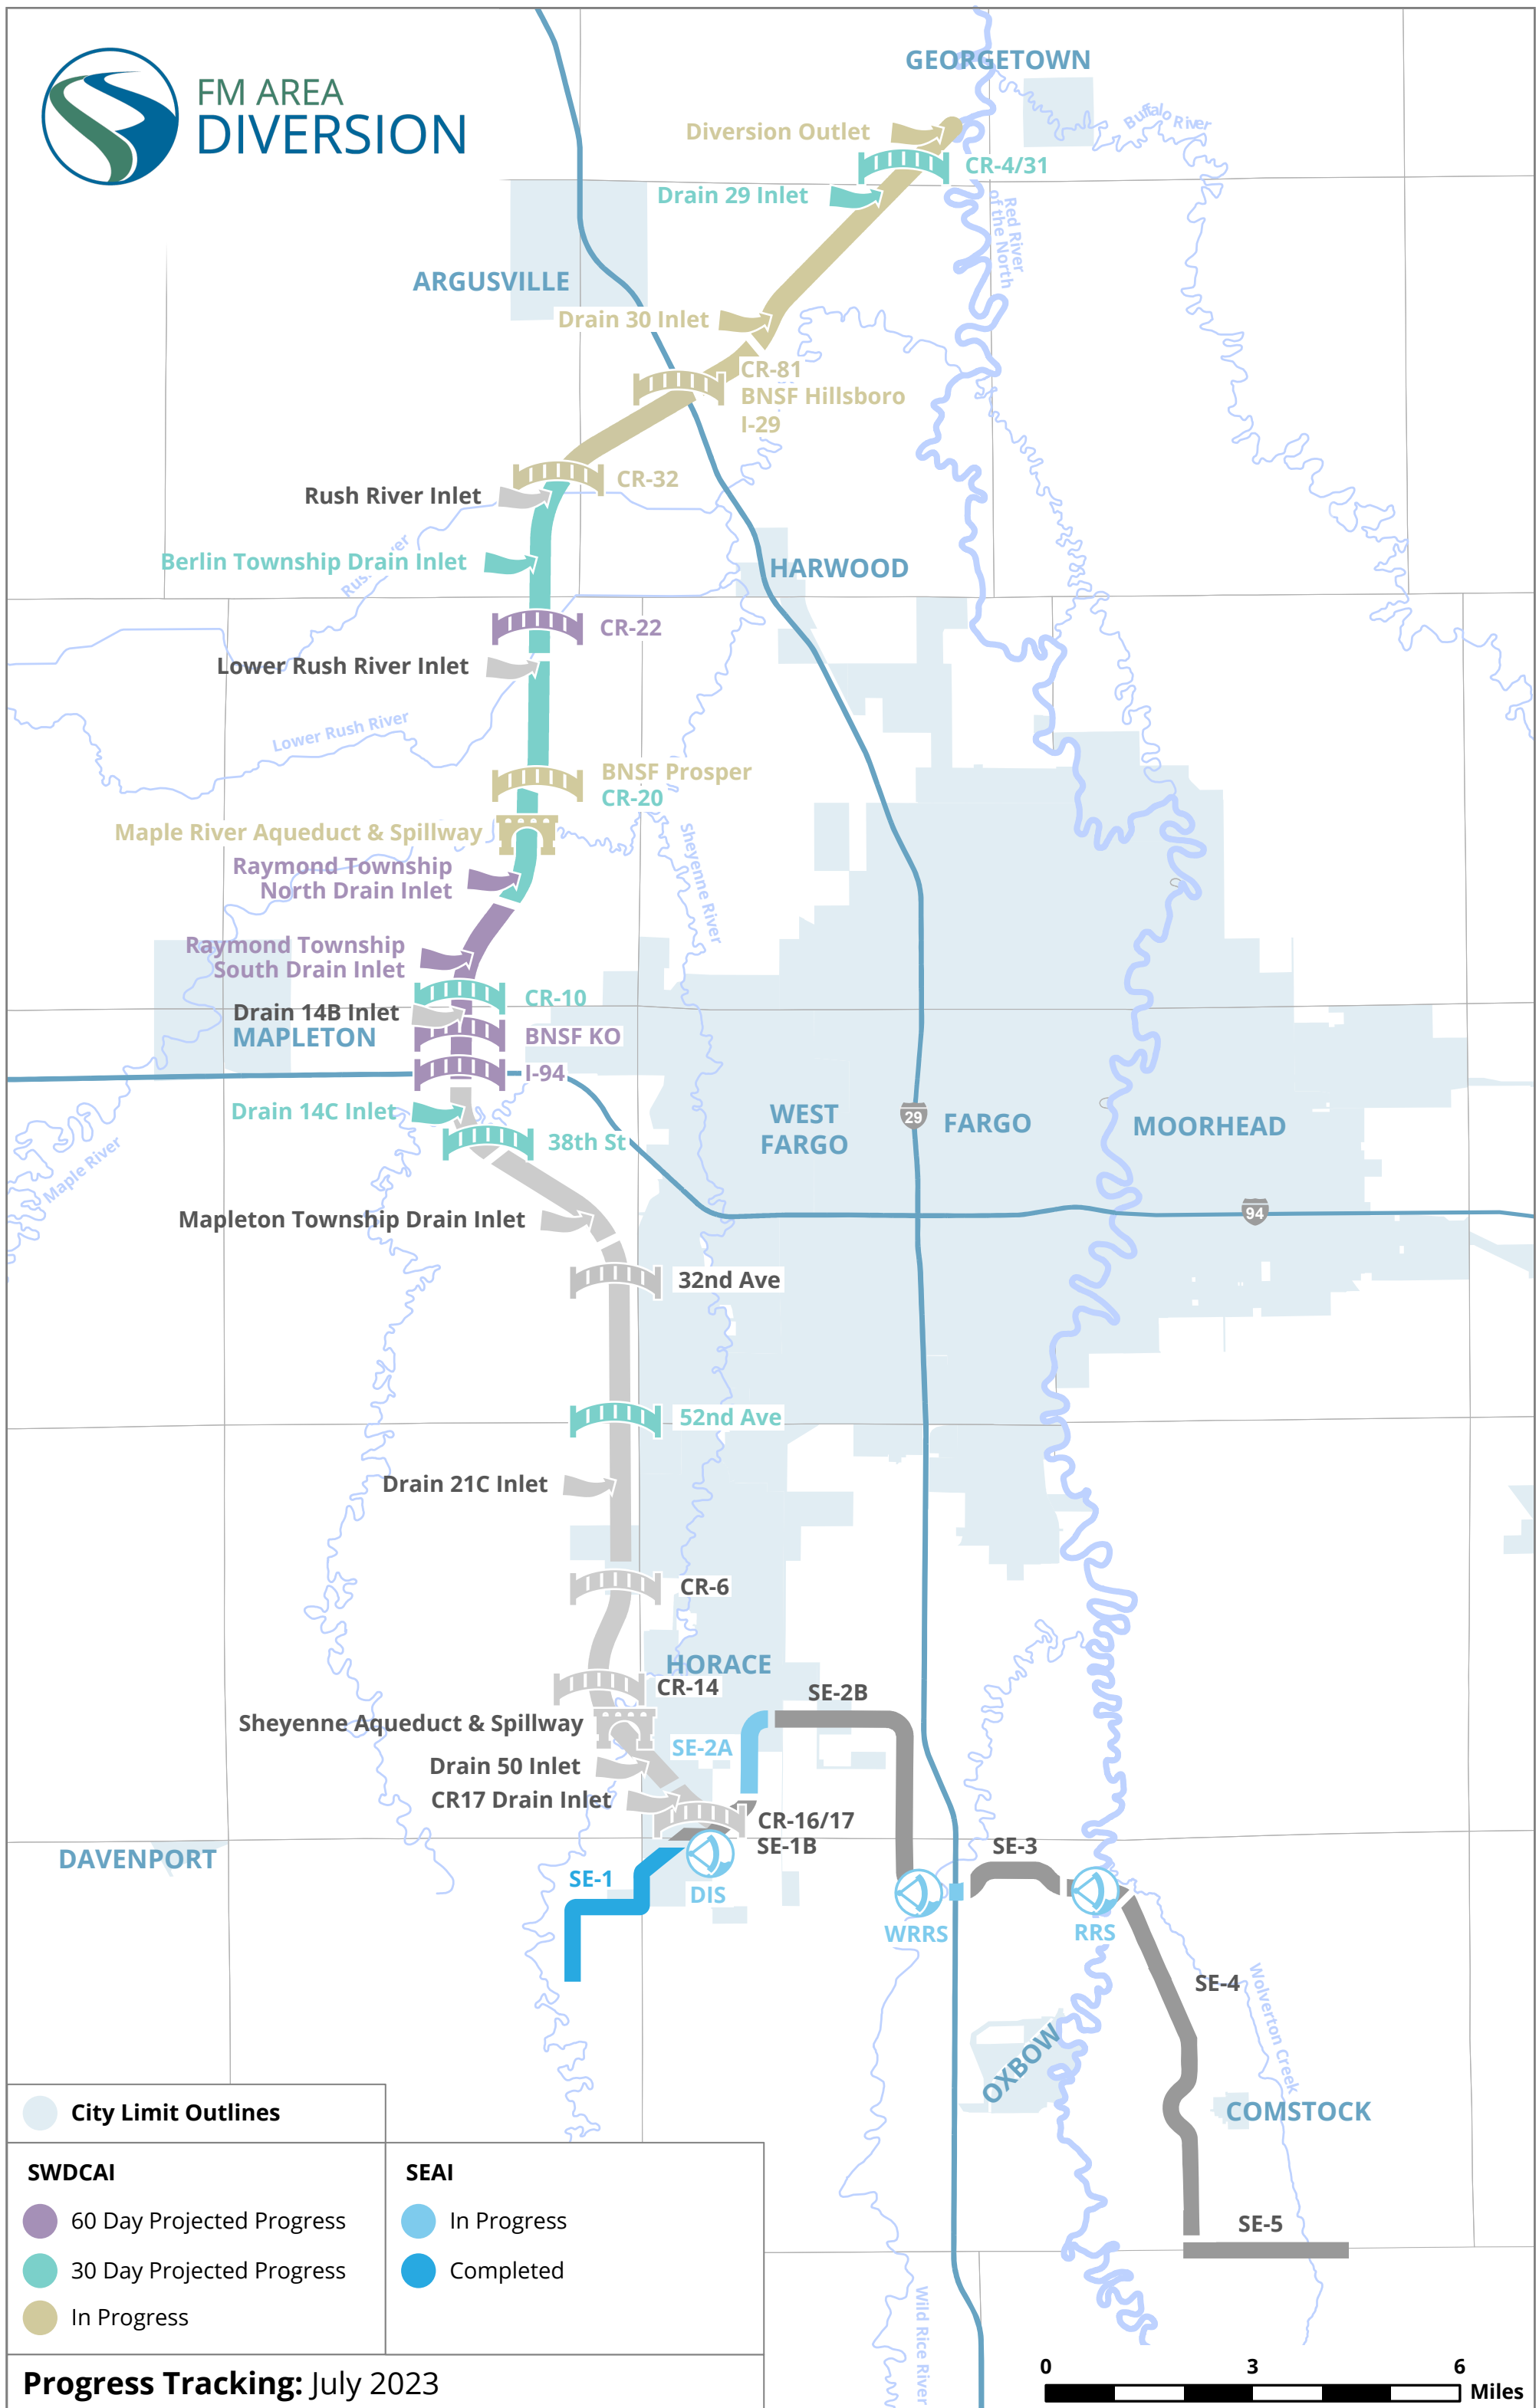 GEORGETOWN
FM AREA
DIVERSION
Buffalo River
Diversion Outlet
CR-4/31
Drain 29 Inlet
Red River
of the North
ARGUSVILLE
Drain 30 Inlet
CR-81
BNSF Hillsboro
I-29
CR-32
Rush River Inlet
Berlin Township Drain Inlet
HARWOOD
CR-22
Lower Rush River Inlet
Lower Rush River
BNSF Prosper
CR-20
Maple River Aqueduct & Spillway
Sheyenne River
Raymond Township
North Drain Inlet
Raymond Township
South Drain Inlet
CR-10
Drain 14B Inlet
MAPLETON
BNSF KO
I-94
Drain 14C Inlet
WEST
FARGO
29
FARGO
MOORHEAD
38th St
Maple River
Mapleton Township Drain Inlet
94
32nd Ave
52nd Ave
Drain 21C Inlet
CR-6
HORACE
CR-14
SE-2B
Sheyenne Aqueduct & Spillway
SE-2A
Drain 50 Inlet
CR17 Drain Inlet
CR-16/17
SE-1B
SE-3
DAVENPORT
SE-1
DIS
WRRS
RRS
SE-4
Wolverton Creek
OXBOW
COMSTOCK
City Limit Outlines
SWDCAI
60 Day Projected Progress
30 Day Projected Progress
In Progress
SEAI
In Progress
Completed
SE-5
Wild Rice River
Progress Tracking: July 2023
0 3 6
Miles